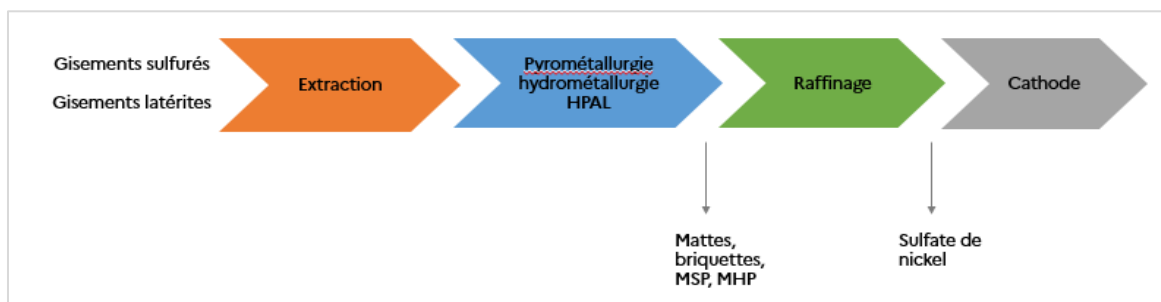 Gisements sulfurés
Gisements latérites
Extraction
Pyrométallurgie
hydrométallurgie
HPAL
Raffinage
Cathode
Mattes,
briquettes,
MSP, MHP
Sulfate de
nickel